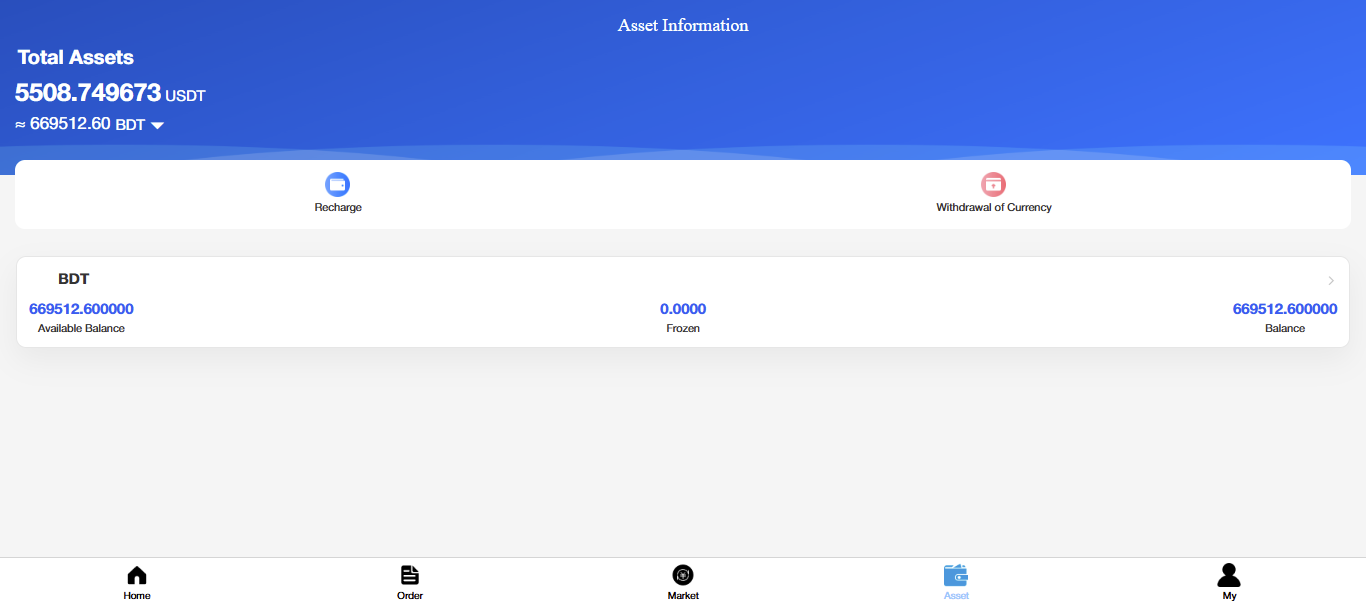 Asset Information
Total Assets
5508.749673 USDT
≈ 669512.60 BDT
Recharge
Withdrawal of Currency
BDT
669512.600000
Available Balance
0.0000
Frozen
669512.600000
Balance
Home
Order
Market
Asset
My